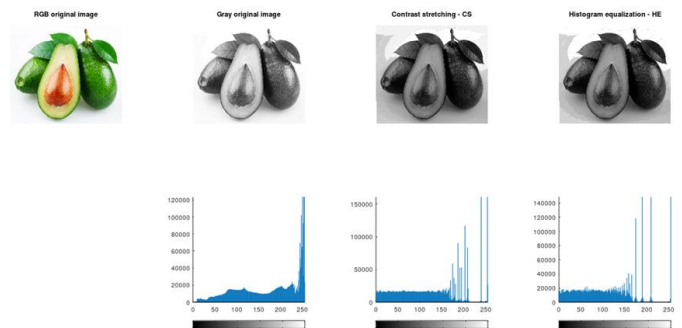 RGB original image
Gray original image
Contrast stretching - CS
Histogram equalization - HE
120000
100000
80000
60000
40000
20000
0
0 50 100 150 200 250
150000
100000
50000
0
0 50 100 150 200 250
140000
120000
100000
80000
60000
40000
20000
0
0 50 100 150 200 250